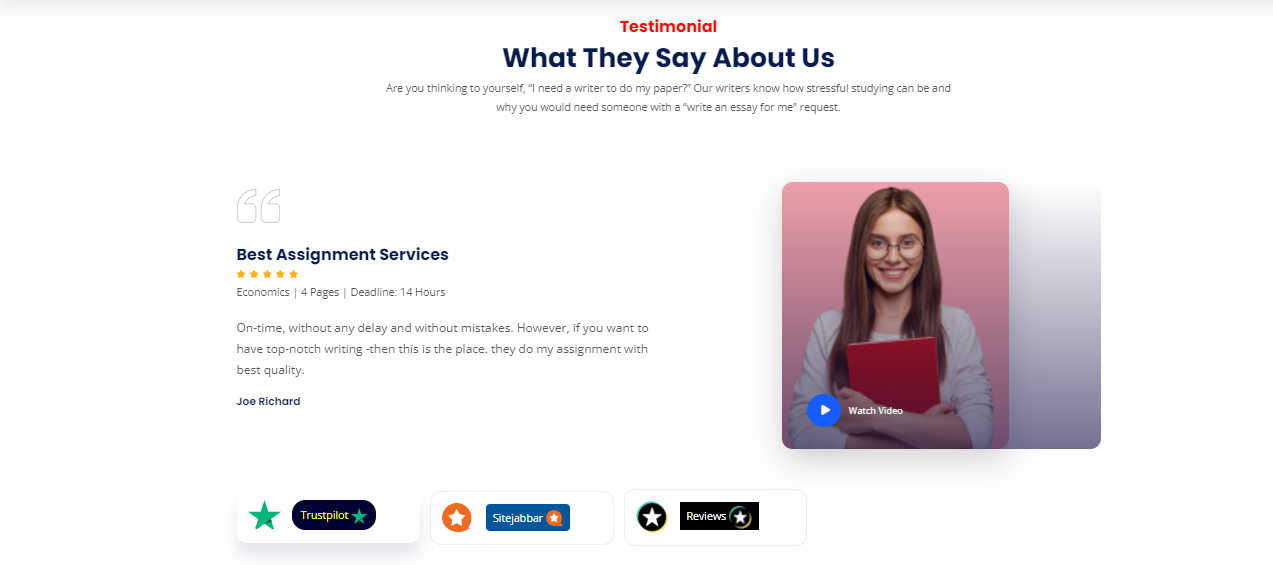 Testimonial
What They Say About Us
Are you thinking to yourself, “I need a writer to do my paper?” Our writers know how stressful studying can be and
why you would need someone with a “write an essay for me” request.
Best Assignment Services
Economics | 4 Pages | Deadline: 14 Hours
On-time, without any delay and without mistakes. However, if you want to
have top-notch writing -then this is the place. they do my assignment with
best quality.
Joe Richard
Watch Video
Trustpilot
Sitejabbar
Reviews